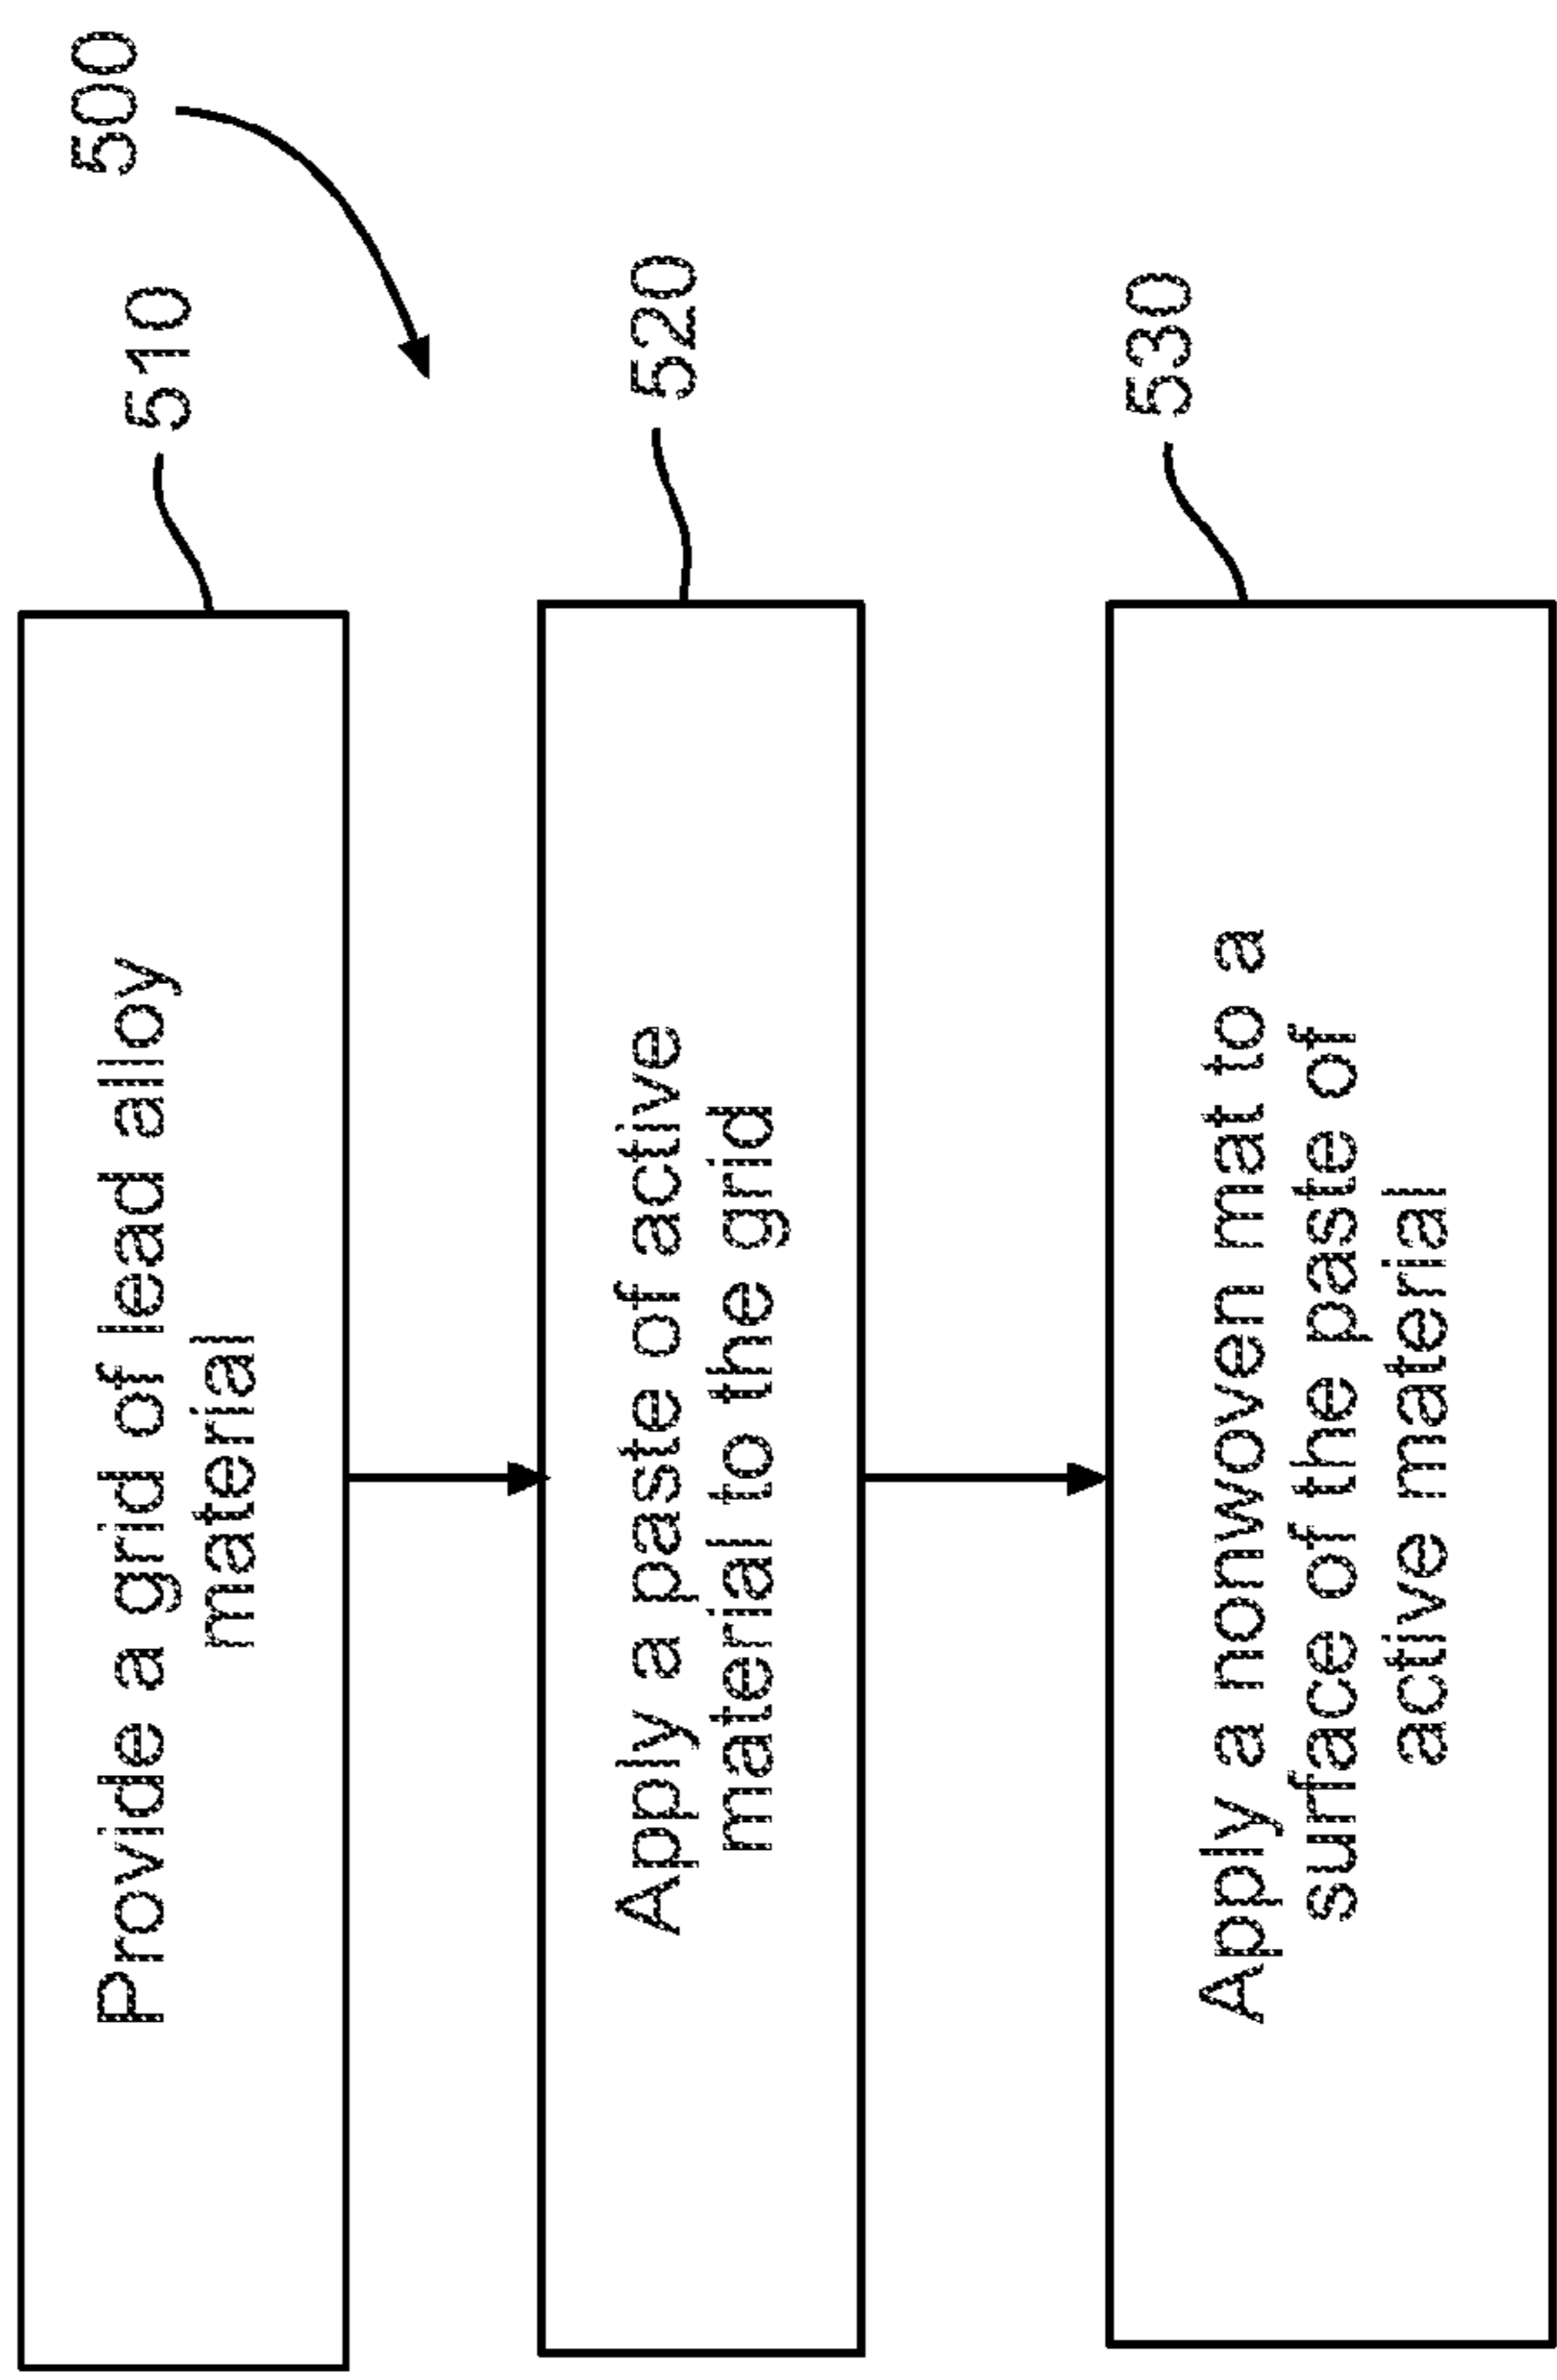 500
510
Provide a grid of lead alloy
material
520
Apply a paste of active
material to the grid
530
Apply a nonwoven mat to a
surface of the paste of
active material